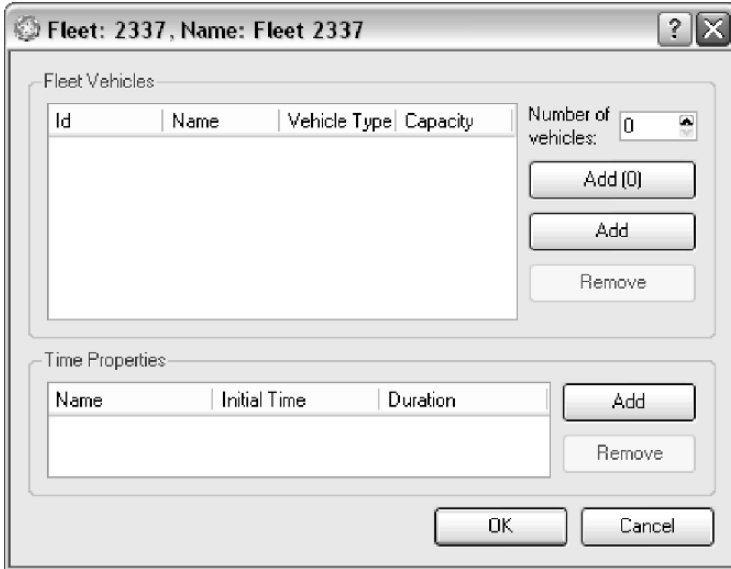 Fleet: 2337, Name: Fleet 2337
?
Fleet Vehicles
Id Name Vehicle Type Capacity
Number of
vehicles:
0
Add (0)
Add
Remove
Time Properties
Name Initial Time Duration
Add
Remove
OK Cancel